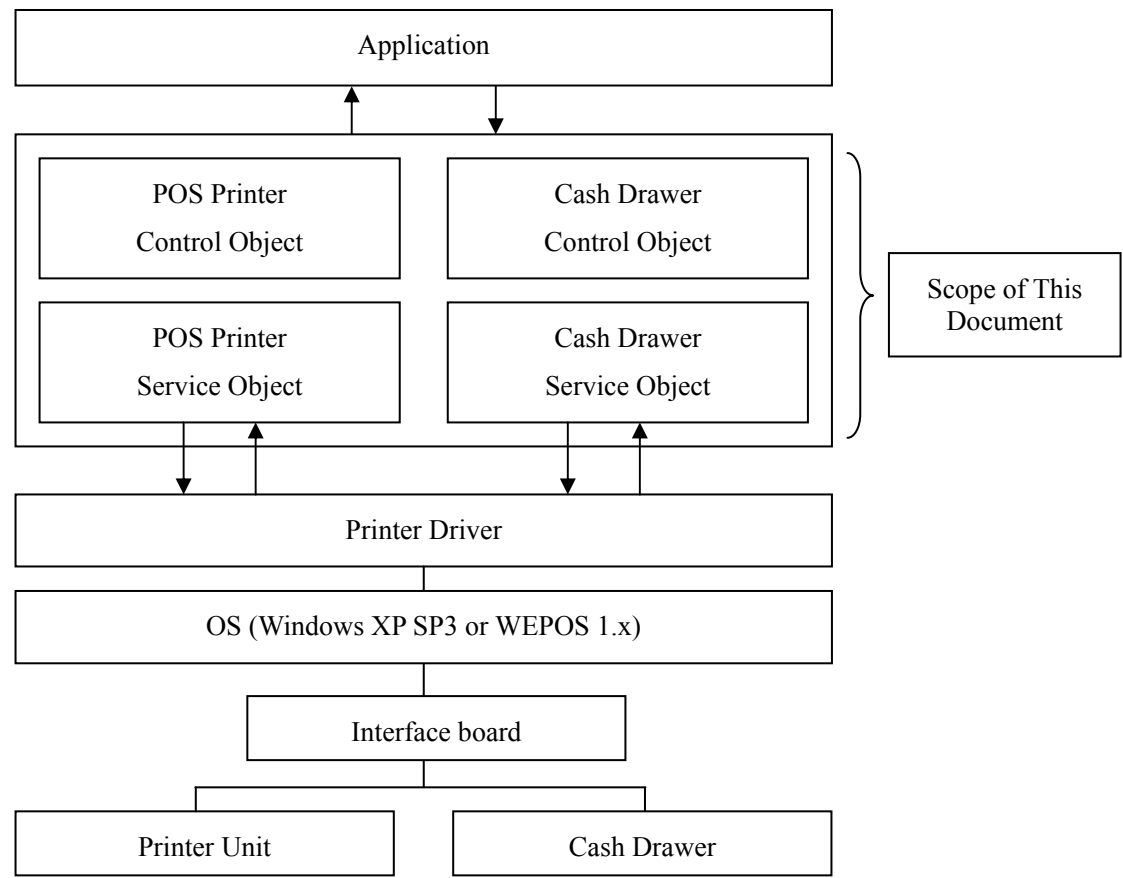 Application
POS Printer
Control Object
Cash Drawer
Control Object
Scope of This
Document
POS Printer
Service Object
Cash Drawer
Service Object
Printer Driver
OS (Windows XP SP3 or WEPOS 1.x)
Interface board
Printer Unit
Cash Drawer